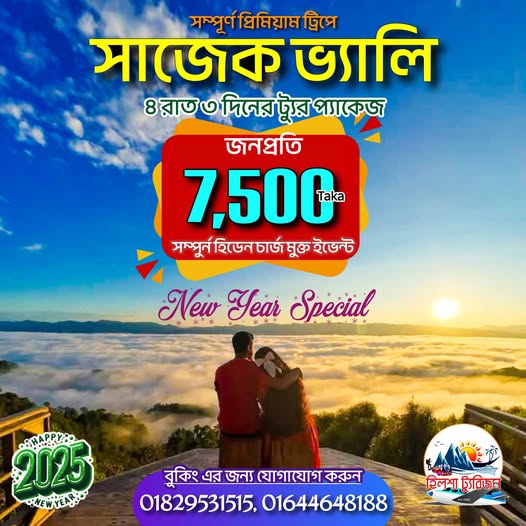 সম্পূর্ণ প্রিমিয়াম ট্রিপে
সাজেক ভ্যালি
৪ রাত ৩ দিনের ট্যুর প্যাকেজ
জনপ্রতি
7,500 Taka
সম্পুর্ন হিডেন চার্জ মুক্ত ইভেন্ট
New Year Special
HAPPY
2025
NEW YEAR
বুকিং এর জন্য যোগাযোগ করুন
01829531515, 01644648188
হিলশা ট্যুরিজম